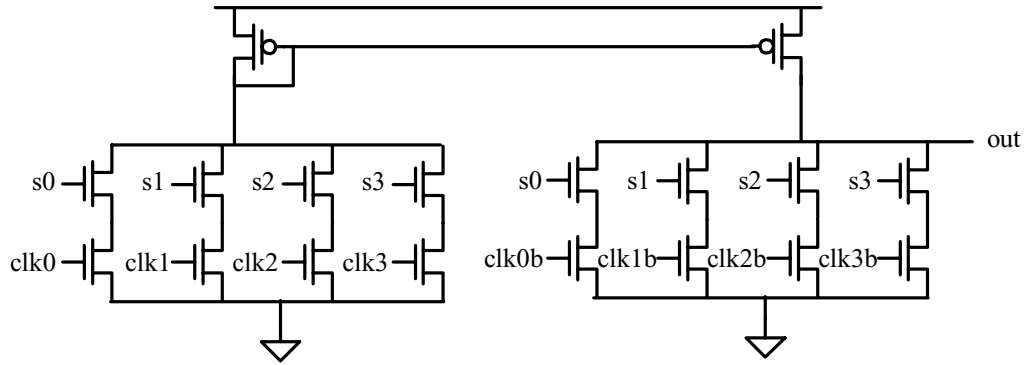 out
s0 s1 s2 s3 s0 s1 s2 s3
clk0 clk1 clk2 clk3 clk0b clk1b clk2b clk3b